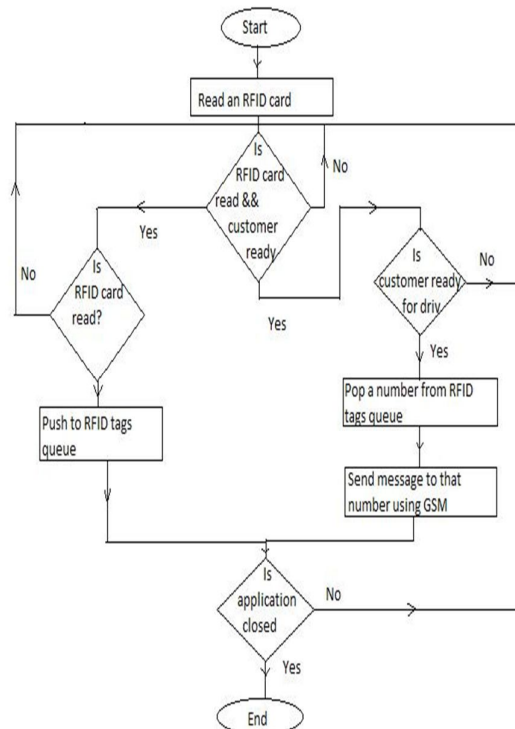 Start
Read an RFID card
Is
RFID card
read &&
customer
ready
No
Yes
Yes
Is
RFID card
read?
No
Is
customer ready
for driv
No
Yes
Push to RFID tags
queue
Pop a number from RFID
tags queue
Send message to that
number using GSM
Is
application
closed
No
Yes
End